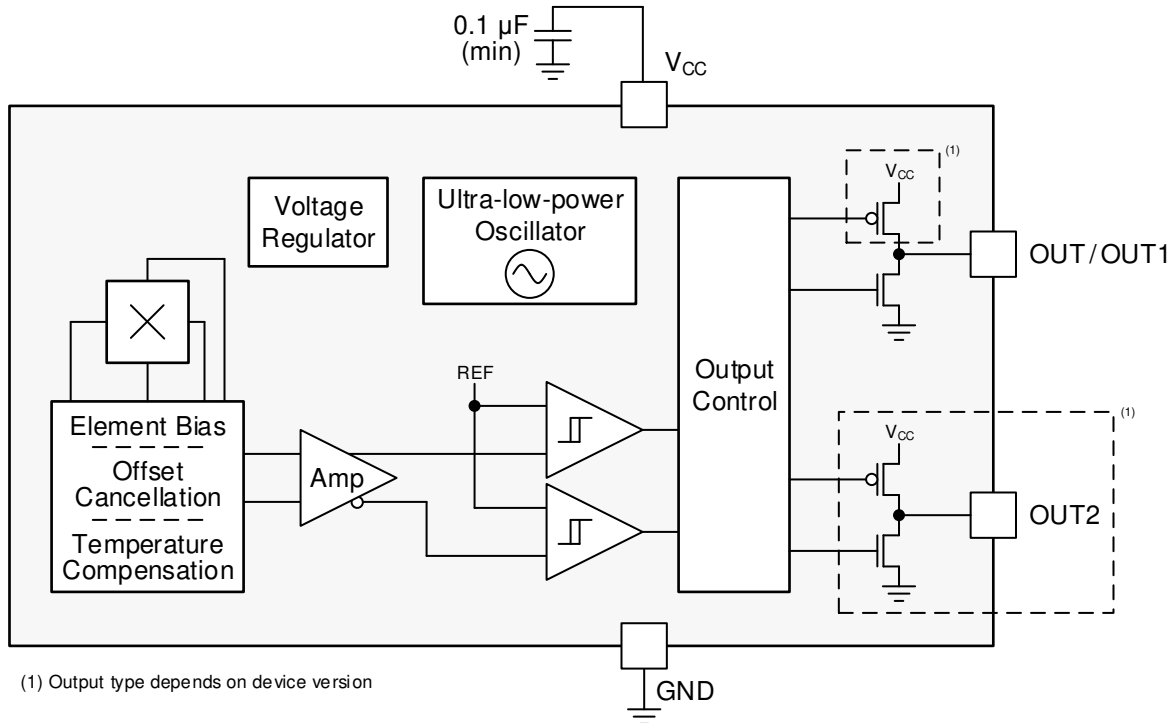 0.1 µF
(min)
VCC
(1)
VCC
Voltage
Regulator
Ultra-low-power
Oscillator
OUT/OUT1
REF
Output
Control
Element Bias
Offset
Cancellation
Temperature
Compensation
Amp
(1)
VCC
OUT2
GND
(1) Output type depends on device version